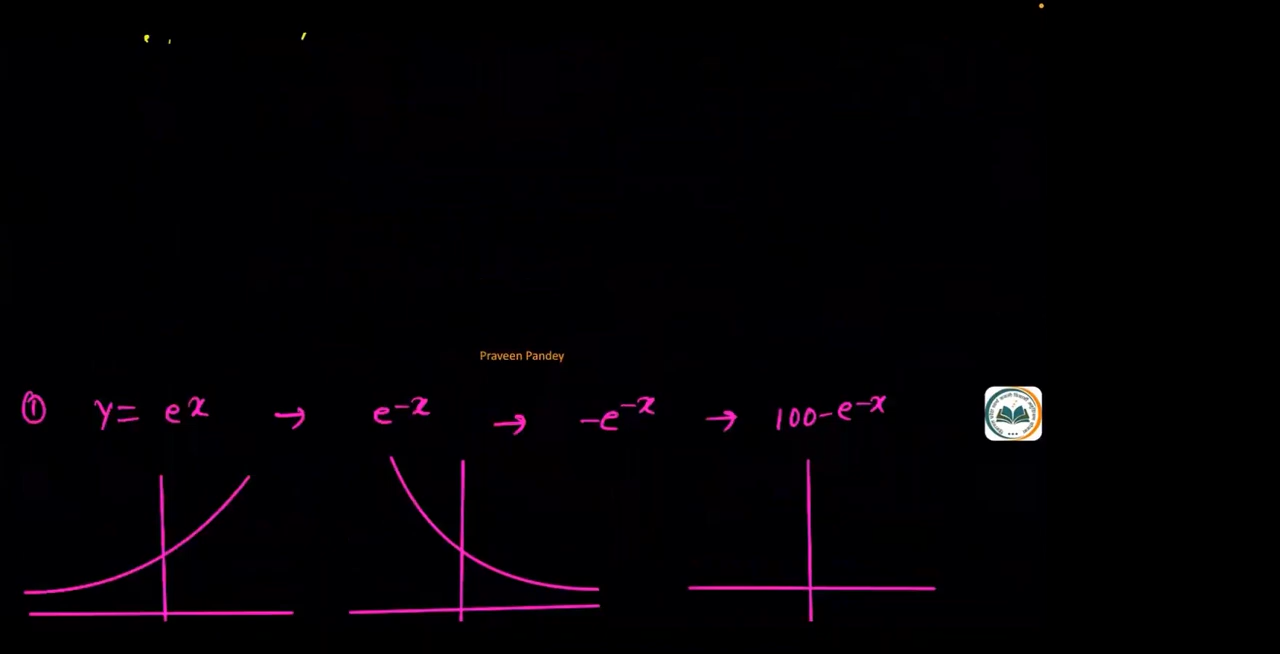 Praveen Pandey
① y = e^x → e^-x → -e^-x → 100-e^-x